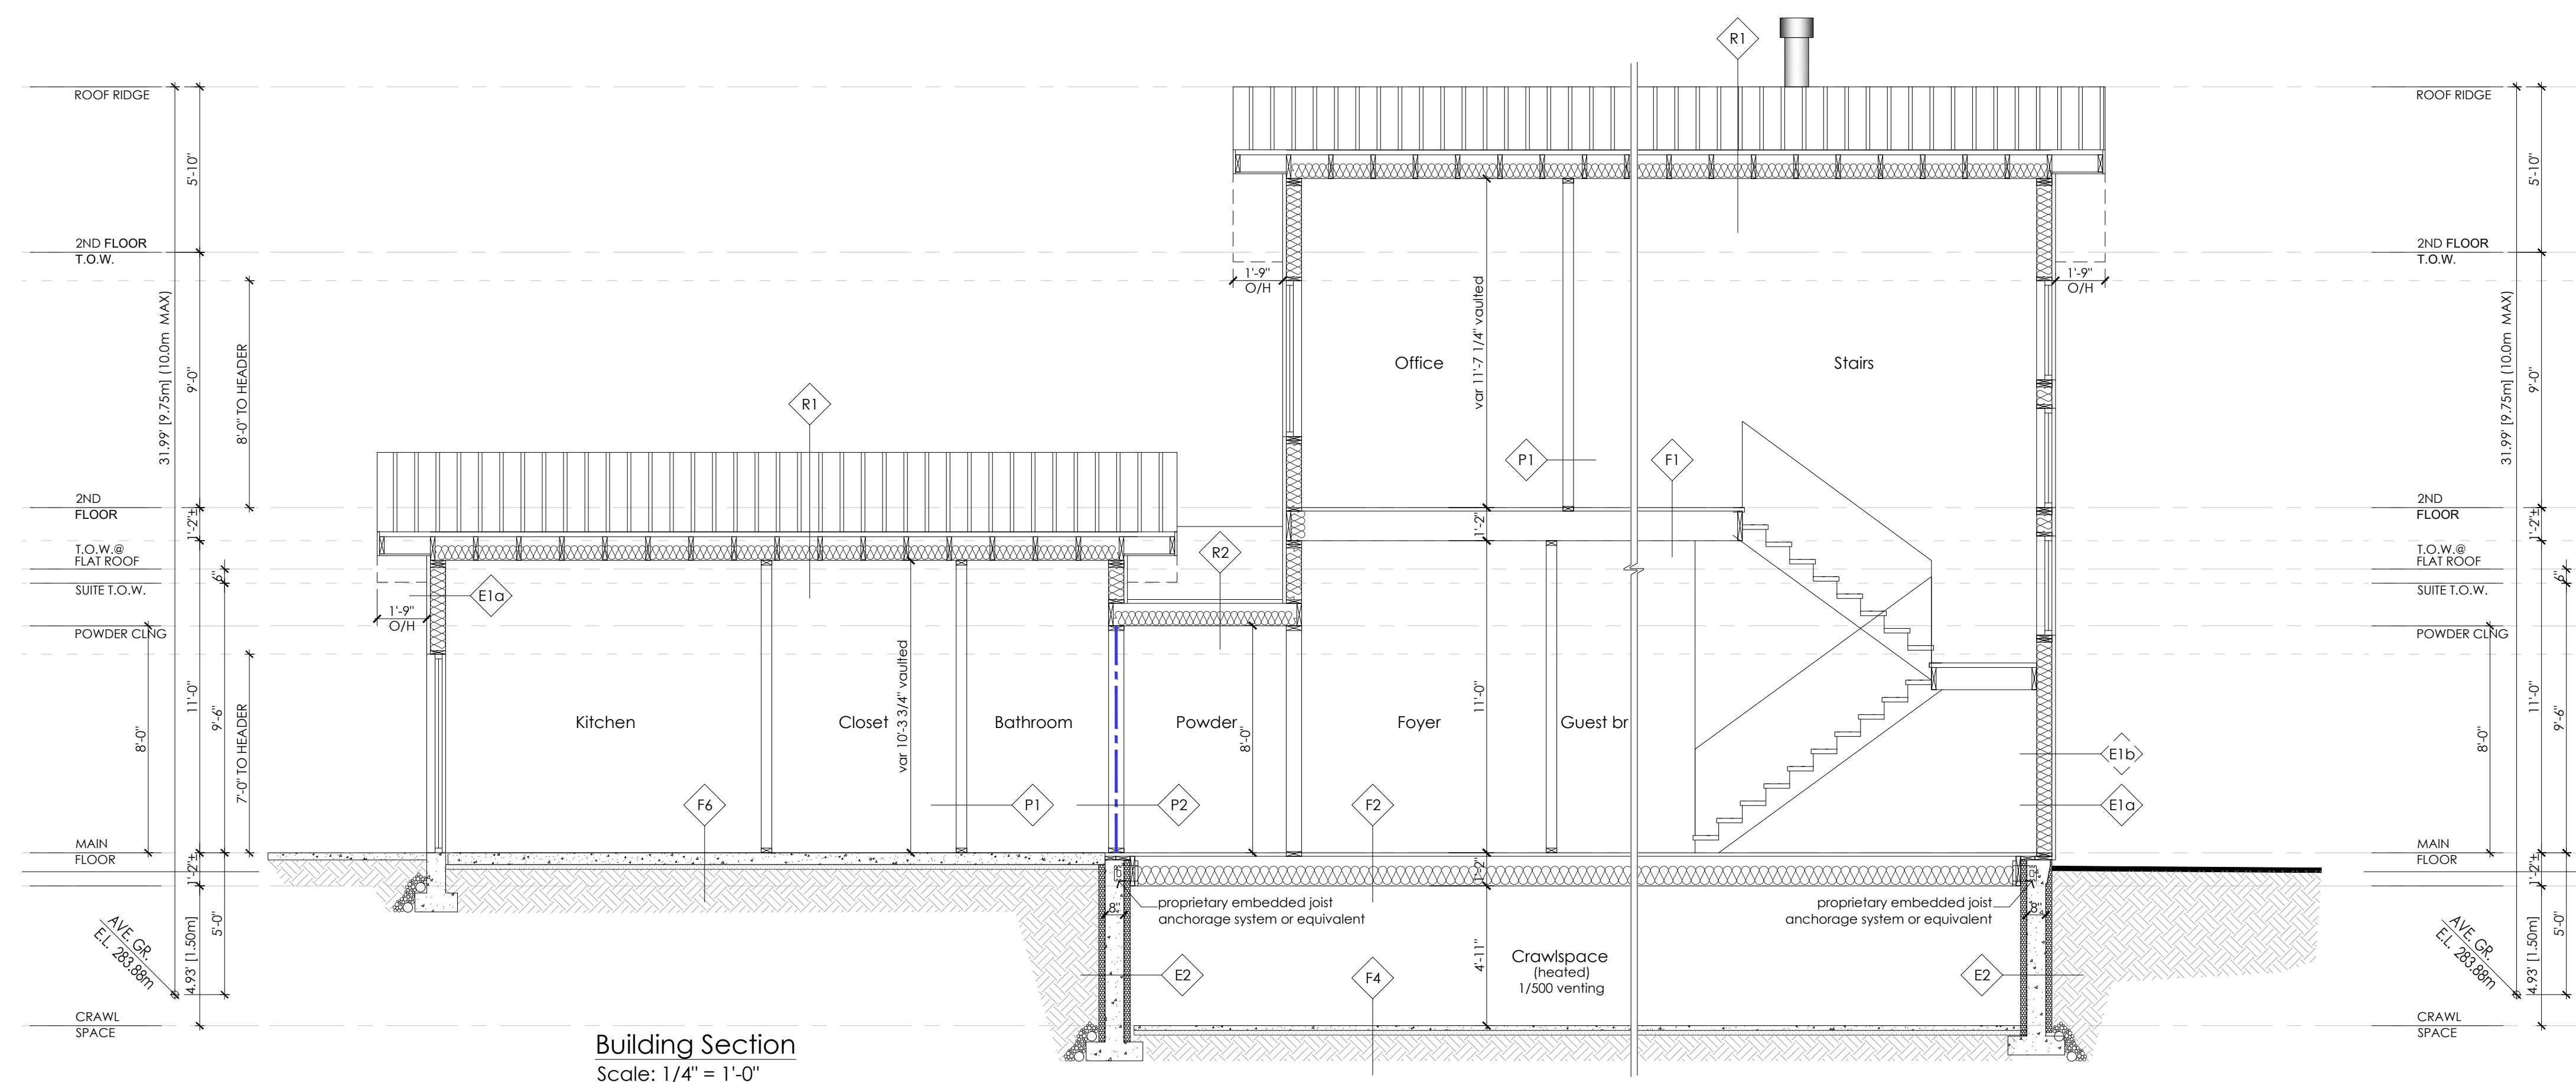 R1
ROOF RIDGE
ROOF RIDGE
5'-10"
5'-10"
2ND FLOOR
T.O.W.
2ND FLOOR
T.O.W.
1'-9"
O/H
1'-9"
O/H
31.99' [9.75m] (10.0m MAX)
9'-0"
8'-0" TO HEADER
R1
Office
var 11'-7 1/4" vaulted
Stairs
31.99' [9.75m] (10.0m MAX)
9'-0"
P1
F1
2ND
FLOOR
2ND
FLOOR
1'-2"±
1'-2"
1'-2"±
T.O.W.@
FLAT ROOF
R2
T.O.W.@
FLAT ROOF
6"
6"
SUITE T.O.W.
E1a
SUITE T.O.W.
1'-9"
O/H
POWDER CLNG
POWDER CLNG
8'-0"
11'-0"
9'-6"
7'-0" TO HEADER
Kitchen
Closet
var 10'-3 3/4" vaulted
Bathroom
Powder
8'-0"
Foyer
11'-0"
Guest br
8'-0"
11'-0"
9'-6"
E1b
F6
P1
P2
F2
E1a
MAIN
FLOOR
MAIN
FLOOR
1'-2"±
1'-2"
1'-2"±
8"
proprietary embedded joist
anchorage system or equivalent
proprietary embedded joist
anchorage system or equivalent
8"
AVE. GR.
E.L. 283.88m
4.93' [1.50m]
5'-0"
E2
F4
4'-11"
Crawlspace
(heated)
1/500 venting
E2
AVE. GR.
E.L. 283.88m
4.93' [1.50m]
5'-0"
CRAWL
SPACE
CRAWL
SPACE
Building Section
Scale: 1/4" = 1'-0"